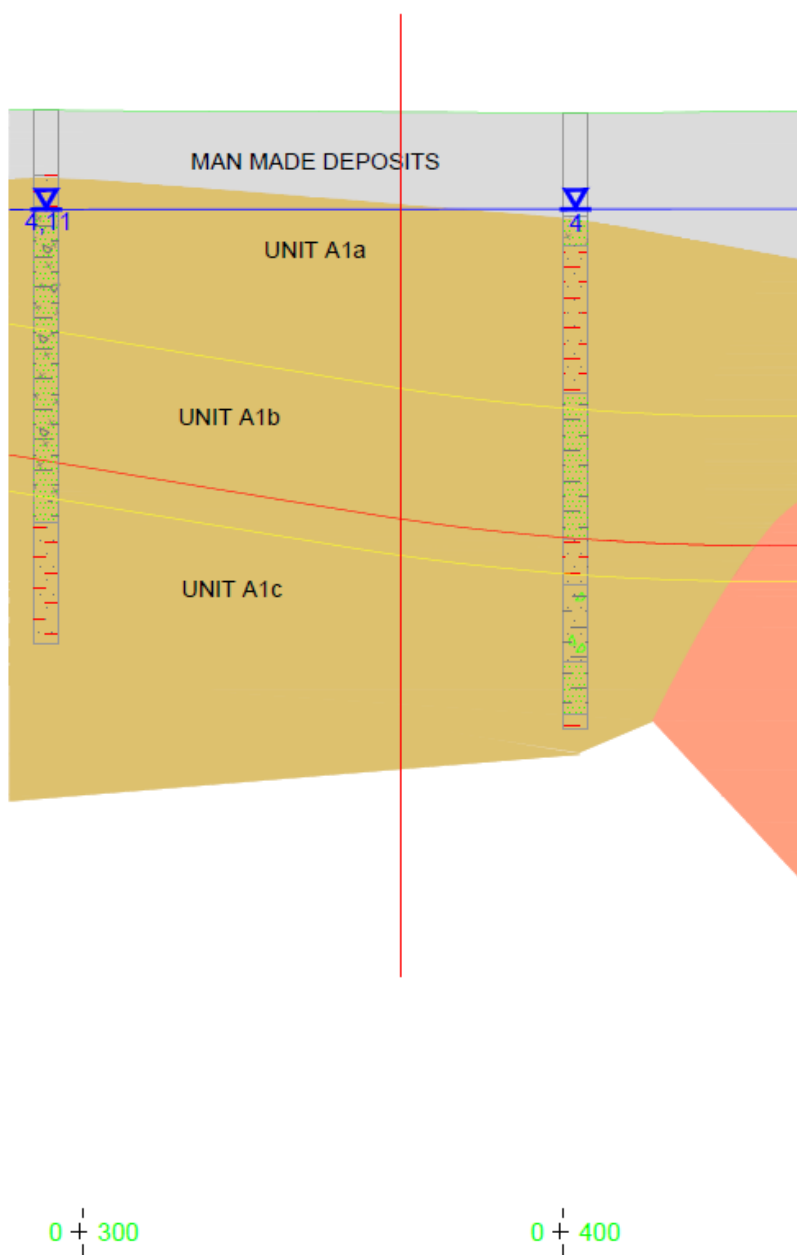 MAN MADE DEPOSITS
4,11
4
UNIT A1a
UNIT A1b
UNIT A1c
0 + 300
0 + 400